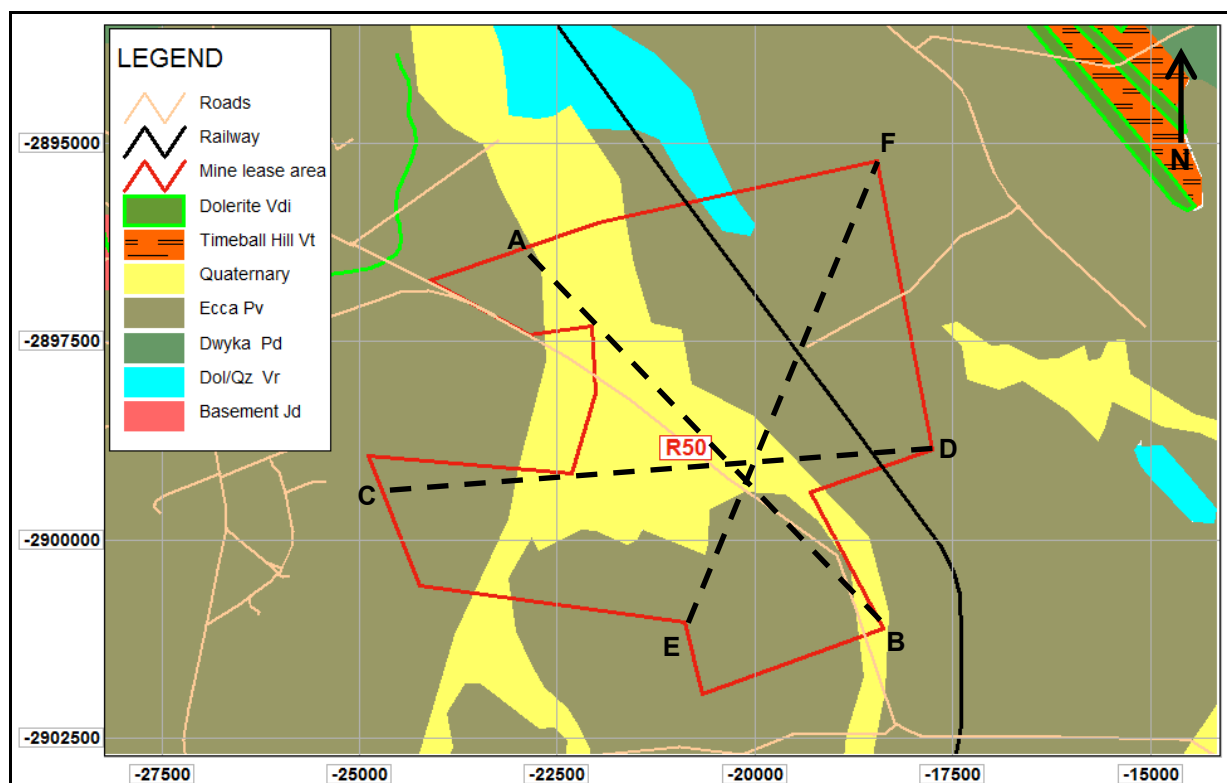 LEGEND
Roads
Railway
Mine lease area
Dolerite Vdi
Timeball Hill Vt
Quaternary
Ecca Pv
Dwyka Pd
Dol/Qz Vr
Basement Jd
N
F
A
R50
D
C
E
B
-2895000
-2897500
-2900000
-2902500
-27500
-25000
-22500
-20000
-17500
-15000